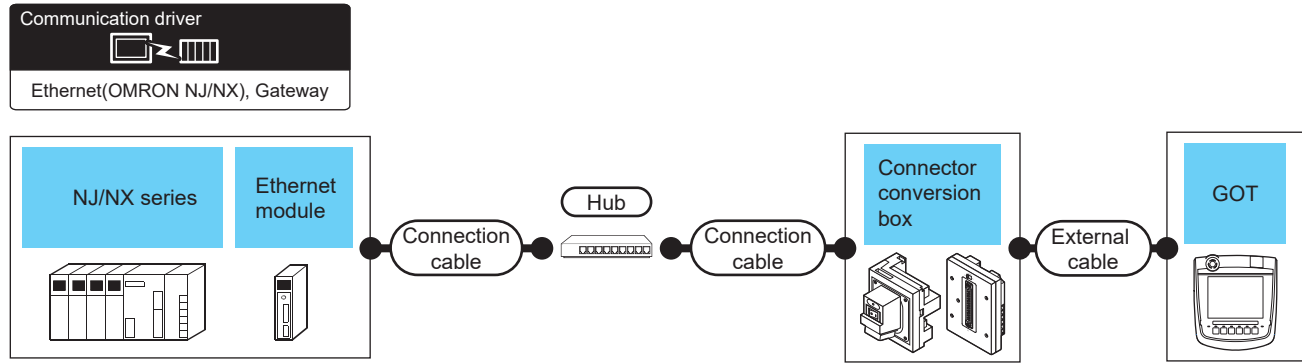 Communication driver
Ethernet(OMRON NJ/NX), Gateway
NJ/NX series
Ethernet
module
Connection
cable
Hub
Connection
cable
Connector
conversion
box
External
cable
GOT